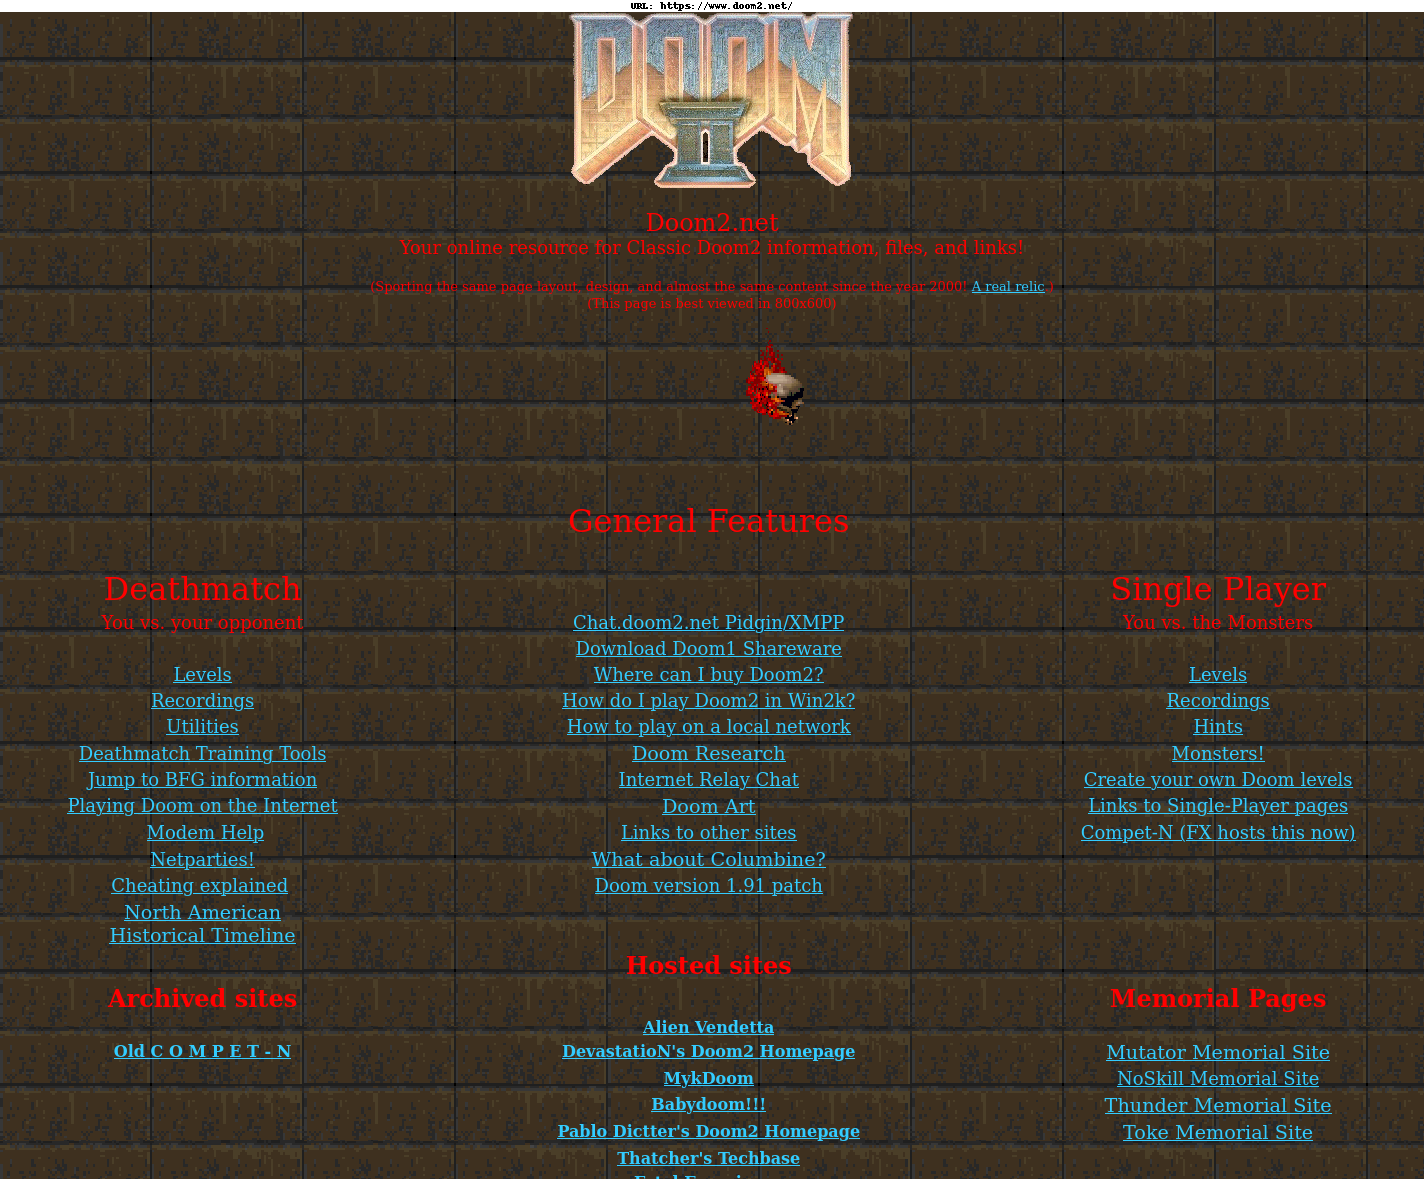 URL: https://www.doom2.net/
DOOM
II
Doom2.net
Your online resource for Classic Doom2 information, files, and links!
(Sporting the same page layout, design, and almost the same content since the year 2000! A real relic.)
(This page is best viewed in 800x600)
General Features
Deathmatch
You vs. your opponent
Levels
Recordings
Utilities
Deathmatch Training Tools
Jump to BFG information
Playing Doom on the Internet
Modem Help
Netparties!
Cheating explained
North American
Historical Timeline
Chat.doom2.net Pidgin/XMPP
Download Doom1 Shareware
Where can I buy Doom2?
How do I play Doom2 in Win2k?
How to play on a local network
Doom Research
Internet Relay Chat
Doom Art
Links to other sites
What about Columbine?
Doom version 1.91 patch
Single Player
You vs. the Monsters
Levels
Recordings
Hints
Monsters!
Create your own Doom levels
Links to Single-Player pages
Compet-N (FX hosts this now)
Archived sites
Old C O M P E T - N
Hosted sites
Alien Vendetta
DevastatioN's Doom2 Homepage
MykDoom
Babydoom!!!
Pablo Dictter's Doom2 Homepage
Thatcher's Techbase
Memorial Pages
Mutator Memorial Site
NoSkill Memorial Site
Thunder Memorial Site
Toke Memorial Site